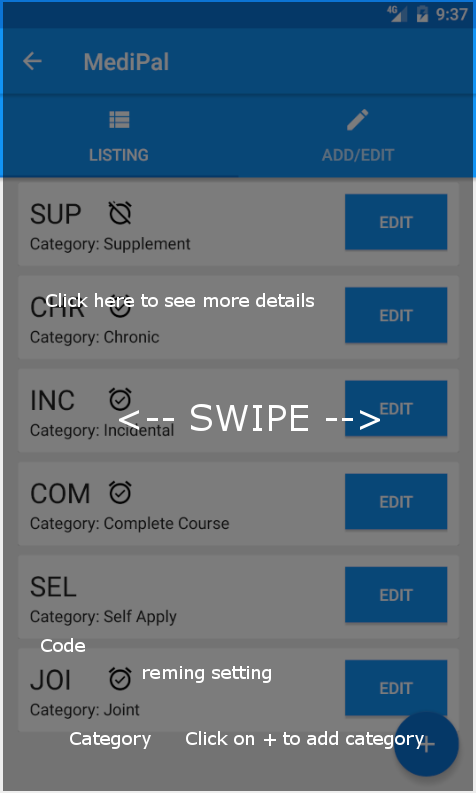 4G 9:37
MediPal
LISTING
ADD/EDIT
SUP
EDIT
Category: Supplement
Click here to see more details
CHR
EDIT
Category: Chronic
INC
EDIT
<-- SWIPE -->
Category: Incidental
COM
EDIT
Category: Complete Course
SEL
EDIT
Category: Self Apply
Code
reming setting
JOI
EDIT
Category: Joint
Category
Click on + to add category
+